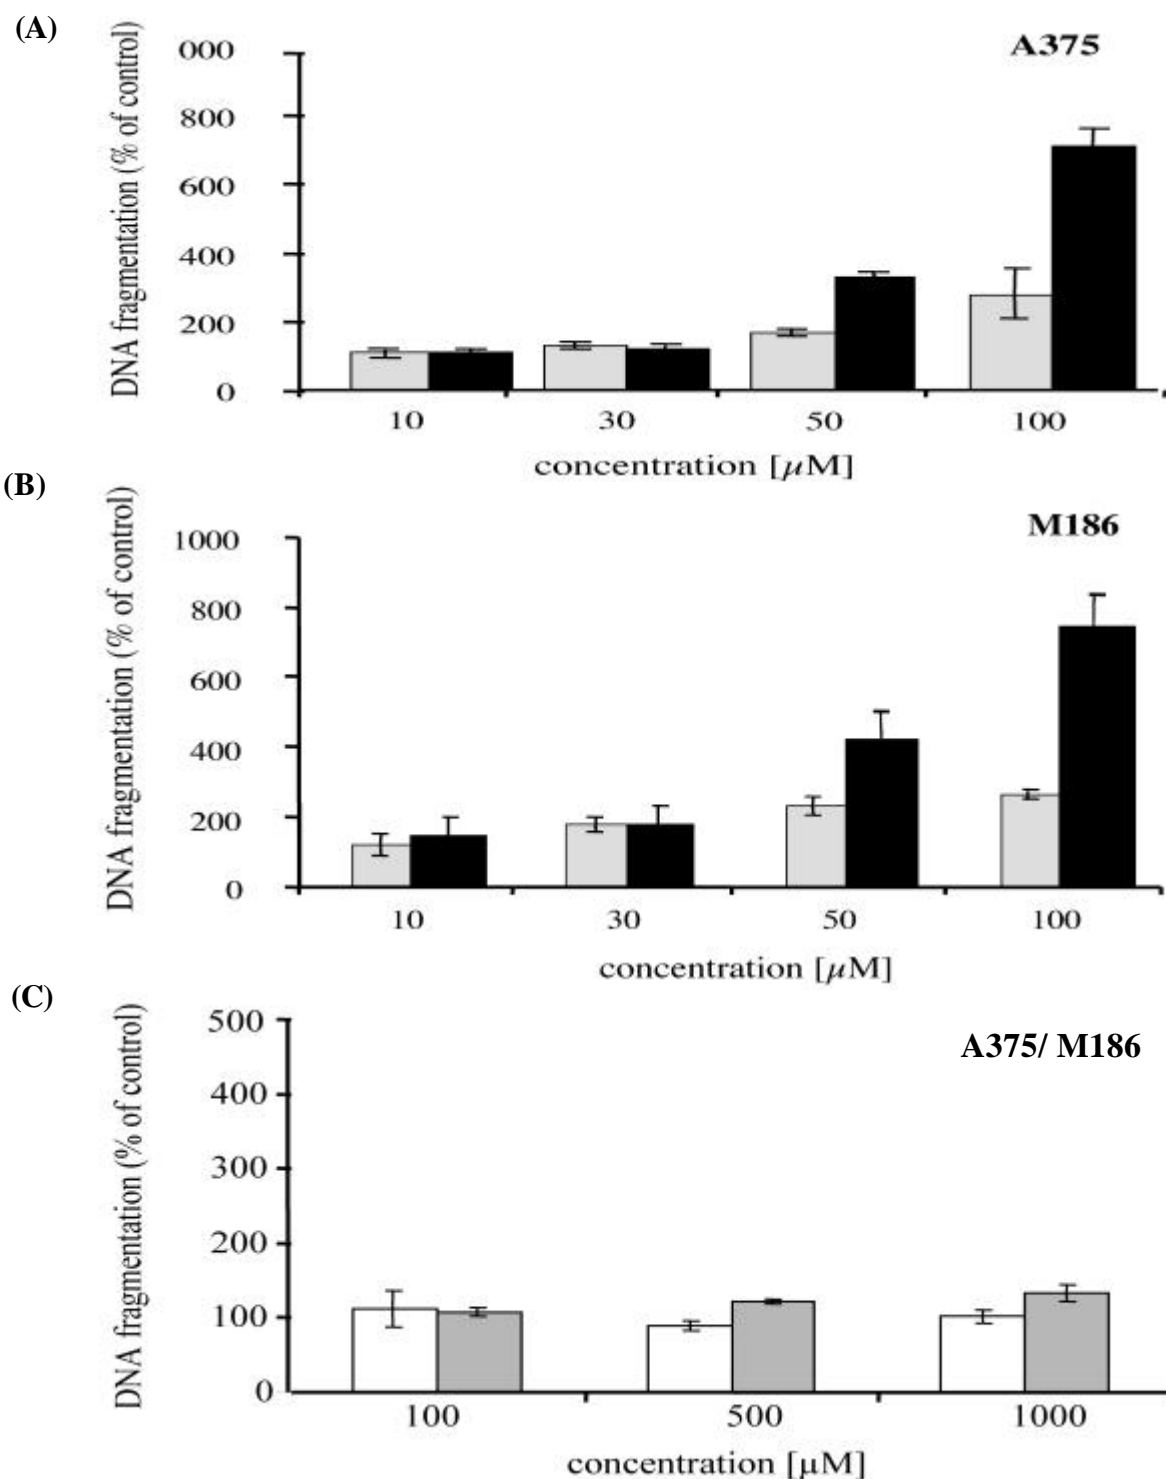 (A)
DNA fragmentation (% of control)
A375
000
800
600
400
200
0
10 30 50 100
concentration [μM]
(B)
DNA fragmentation (% of control)
M186
1000
800
600
400
200
0
10 30 50 100
concentration [μM]
(C)
DNA fragmentation (% of control)
A375/ M186
500
400
300
200
100
0
100 500 1000
concentration [μM]